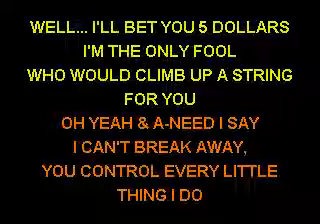 WELL... I'LL BET YOU 5 DOLLARS
I'M THE ONLY FOOL
WHO WOULD CLIMB UP A STRING
FOR YOU
OH YEAH & A-NEED I SAY
I CAN'T BREAK AWAY,
YOU CONTROL EVERY LITTLE
THING I DO